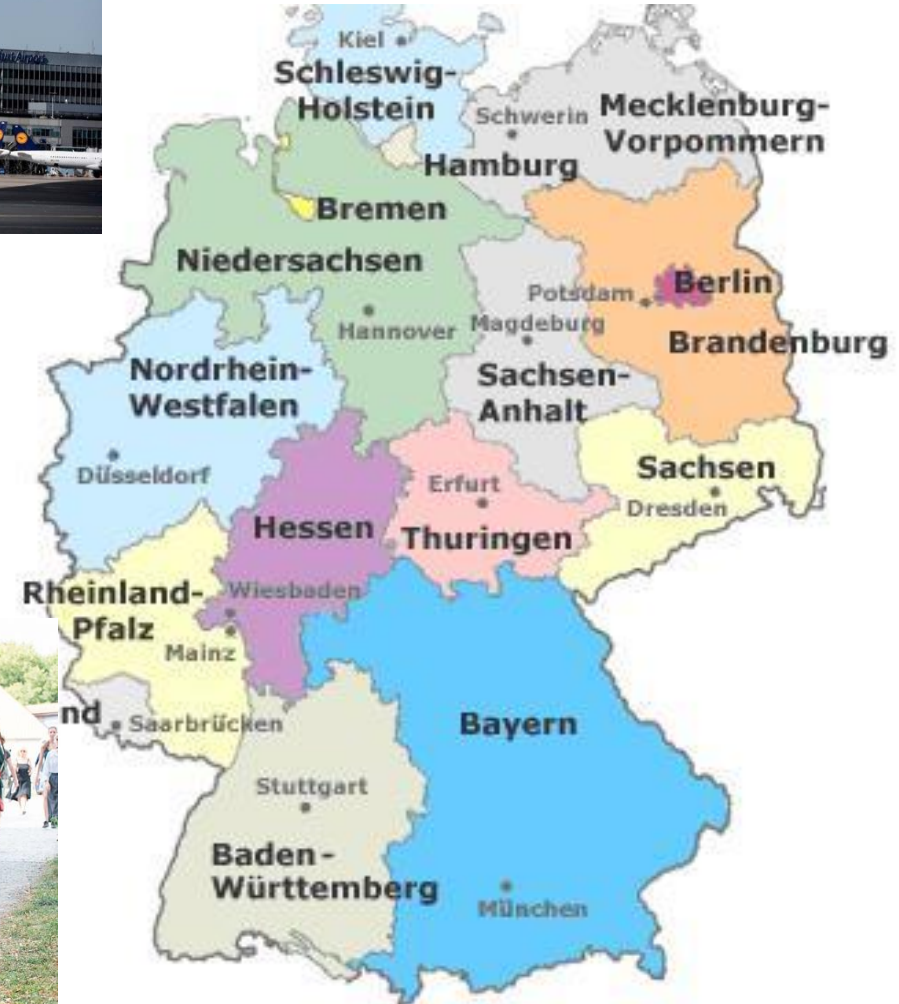 Kiel
Schleswig-
Holstein
Schwerin
Mecklenburg-
Vorpommern
Hamburg
Bremen
Niedersachsen
Hannover
Potsdam
Berlin
Magdeburg
Brandenburg
Nordrhein-
Westfalen
Sachsen-
Anhalt
Düsseldorf
Sachsen
Dresden
Erfurt
Hessen
Thuringen
Rheinland-
Pfalz
Wiesbaden
Mainz
nd
Saarbrücken
Bayern
Stuttgart
Baden-
Württemberg
München